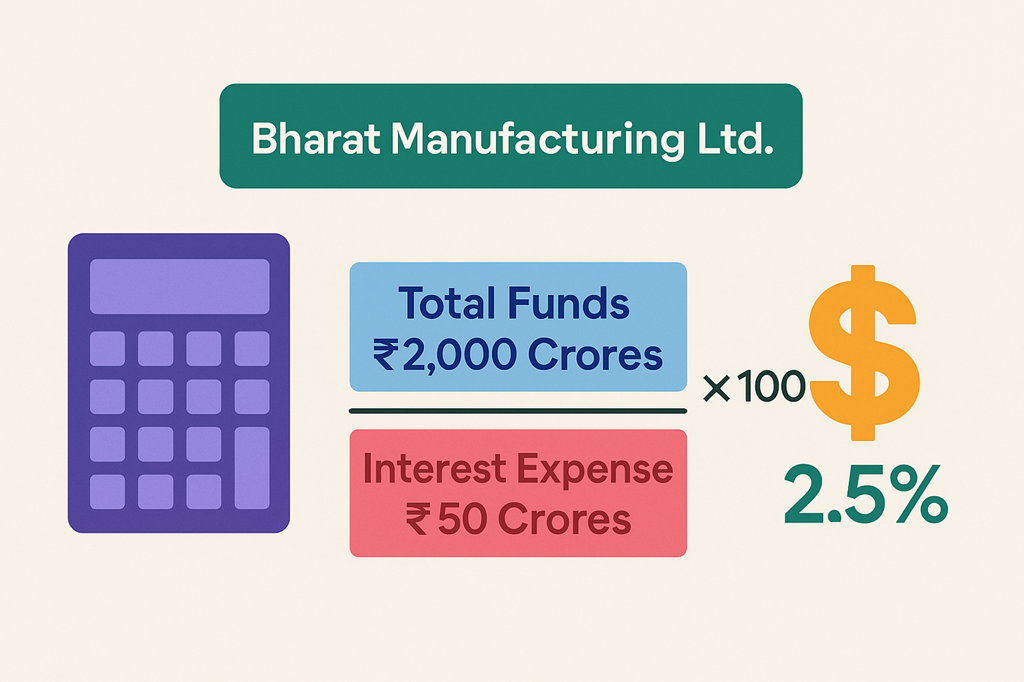 Bharat Manufacturing Ltd.
Total Funds
₹2,000 Crores
×100
$
Interest Expense
₹50 Crores
2.5%